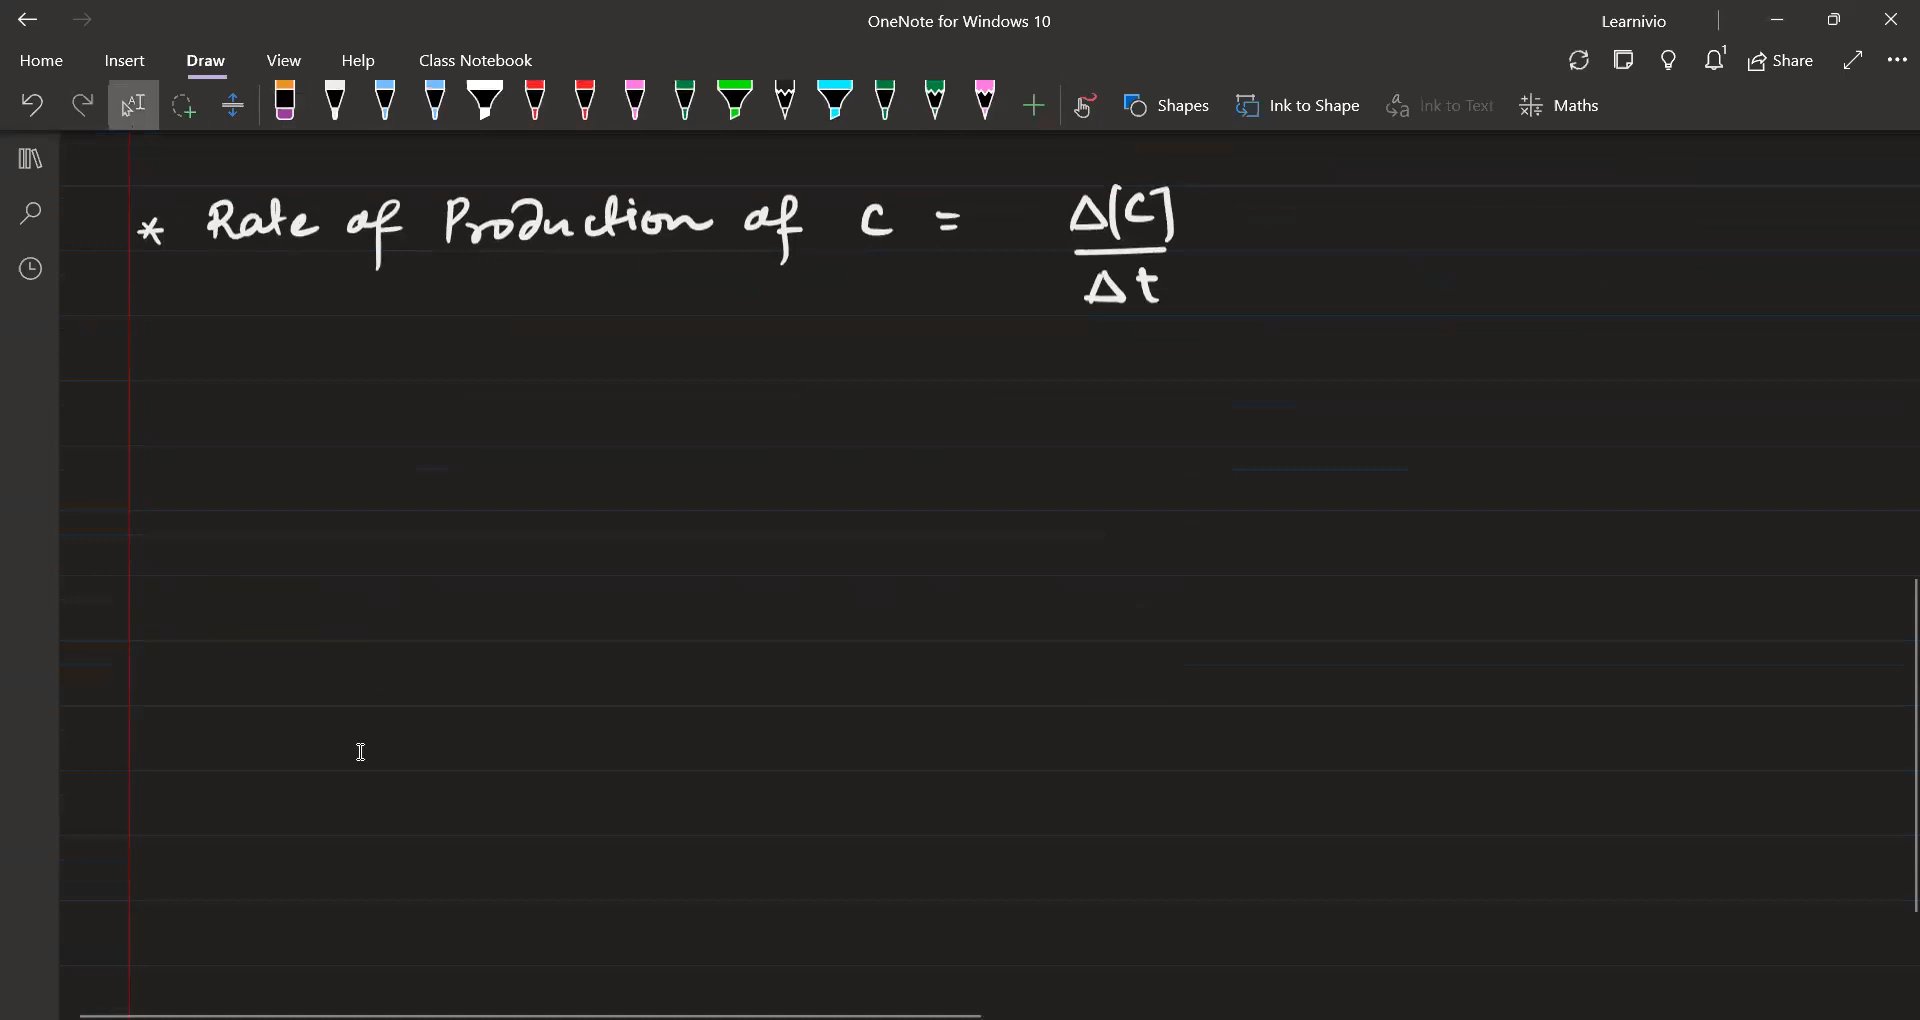 OneNote for Windows 10
Learnivio
Home Insert Draw View Help Class Notebook
1
Share
Shapes Ink to Shape Ink to Text Maths
* Rate of Production of C = Δ[C]
Δt